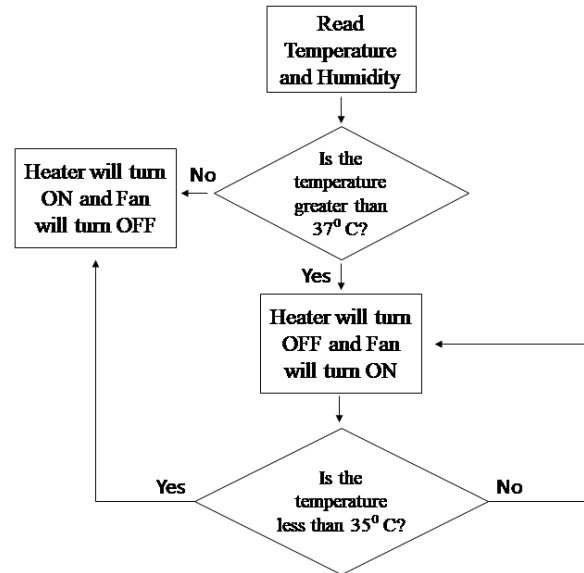 Read
Temperature
and Humidity
Is the
temperature
greater than
37⁰ C?
No
Heater will turn
ON and Fan
will turn OFF
Yes
Heater will turn
OFF and Fan
will turn ON
Is the
temperature
less than 35⁰ C?
Yes
No